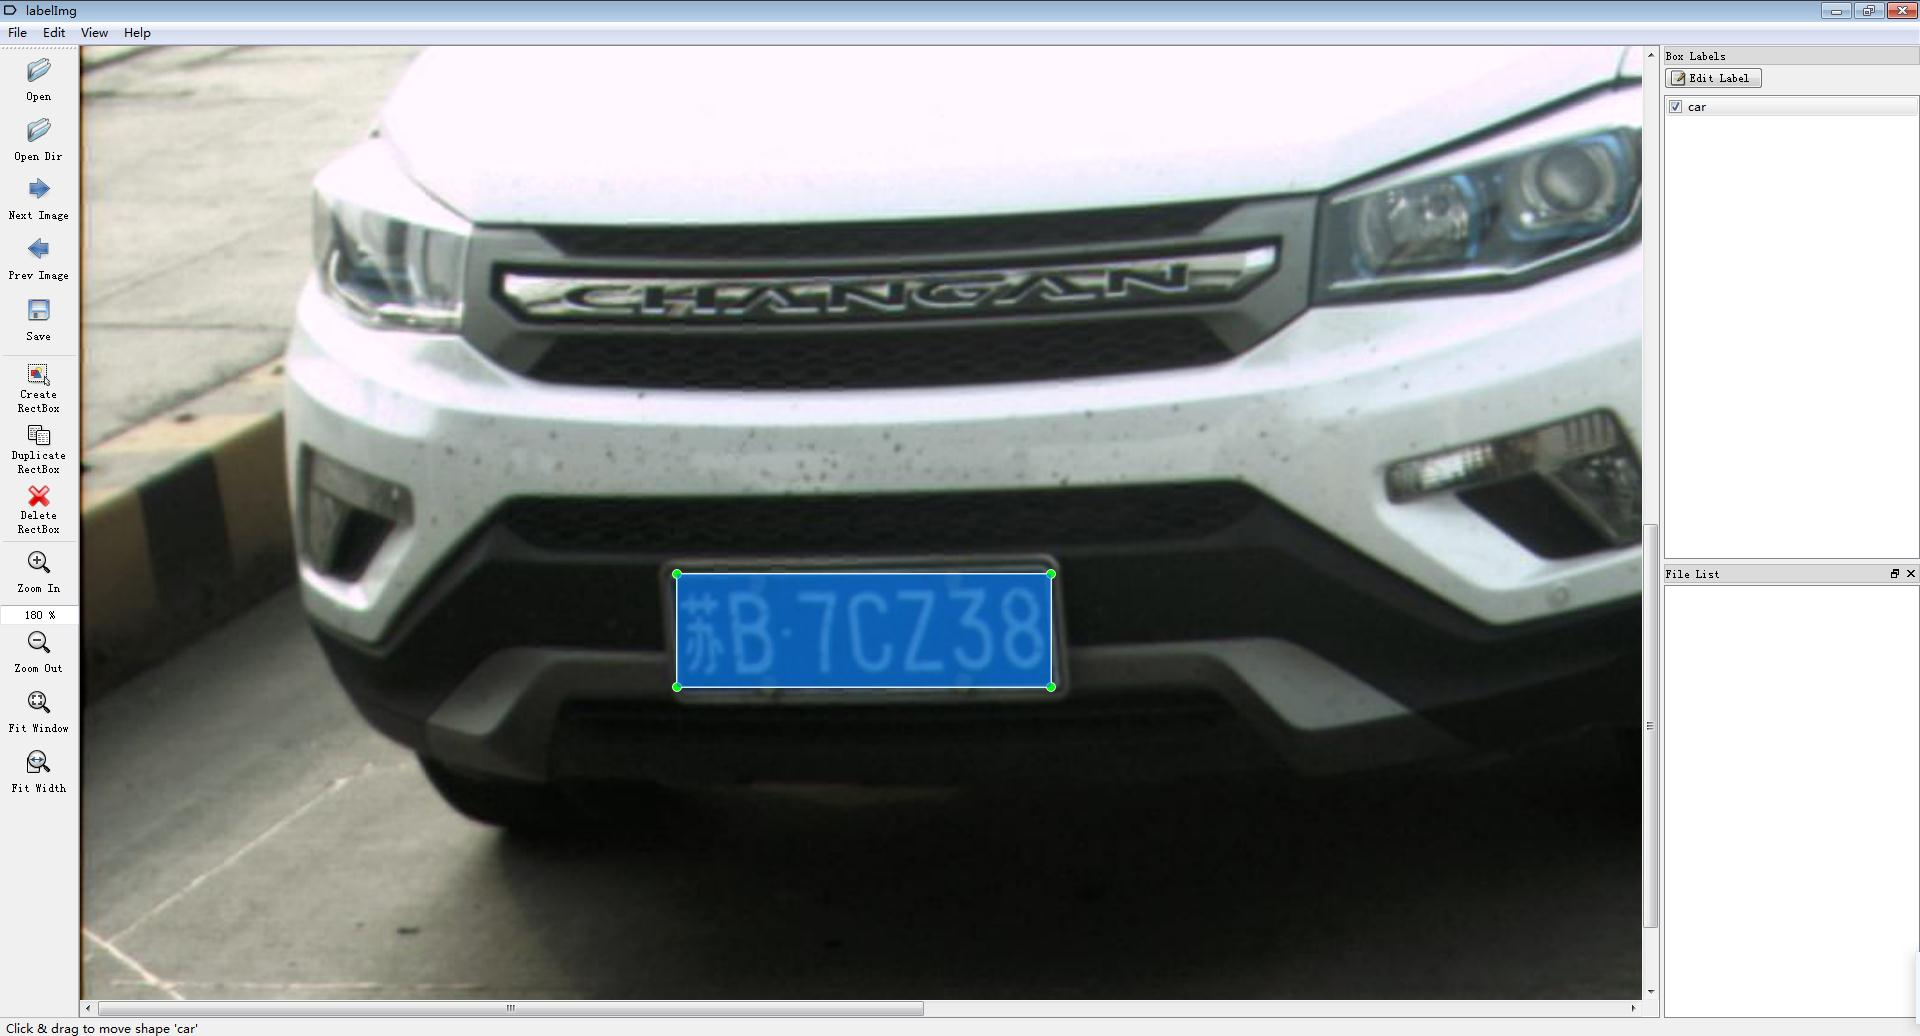 labelImg
File Edit View Help
Open
Open Dir
Next Image
Prev Image
Save
Create
RectBox
Duplicate
RectBox
Delete
RectBox
Zoom In
180 %
Zoom Out
Fit Window
Fit Width
CHANGAN
苏B·7CZ38
Box Labels
Edit Label
car
File List
Click & drag to move shape 'car'